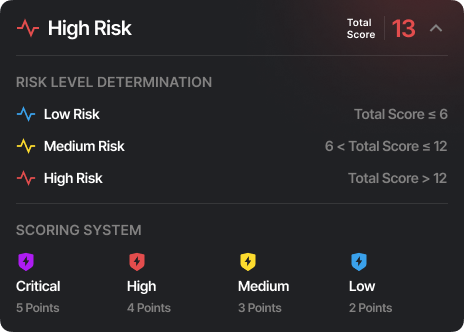 High Risk
Total Score 13
RISK LEVEL DETERMINATION
Low Risk Total Score ≤ 6
Medium Risk 6 < Total Score ≤ 12
High Risk Total Score > 12
SCORING SYSTEM
Critical High Medium Low
5 Points 4 Points 3 Points 2 Points